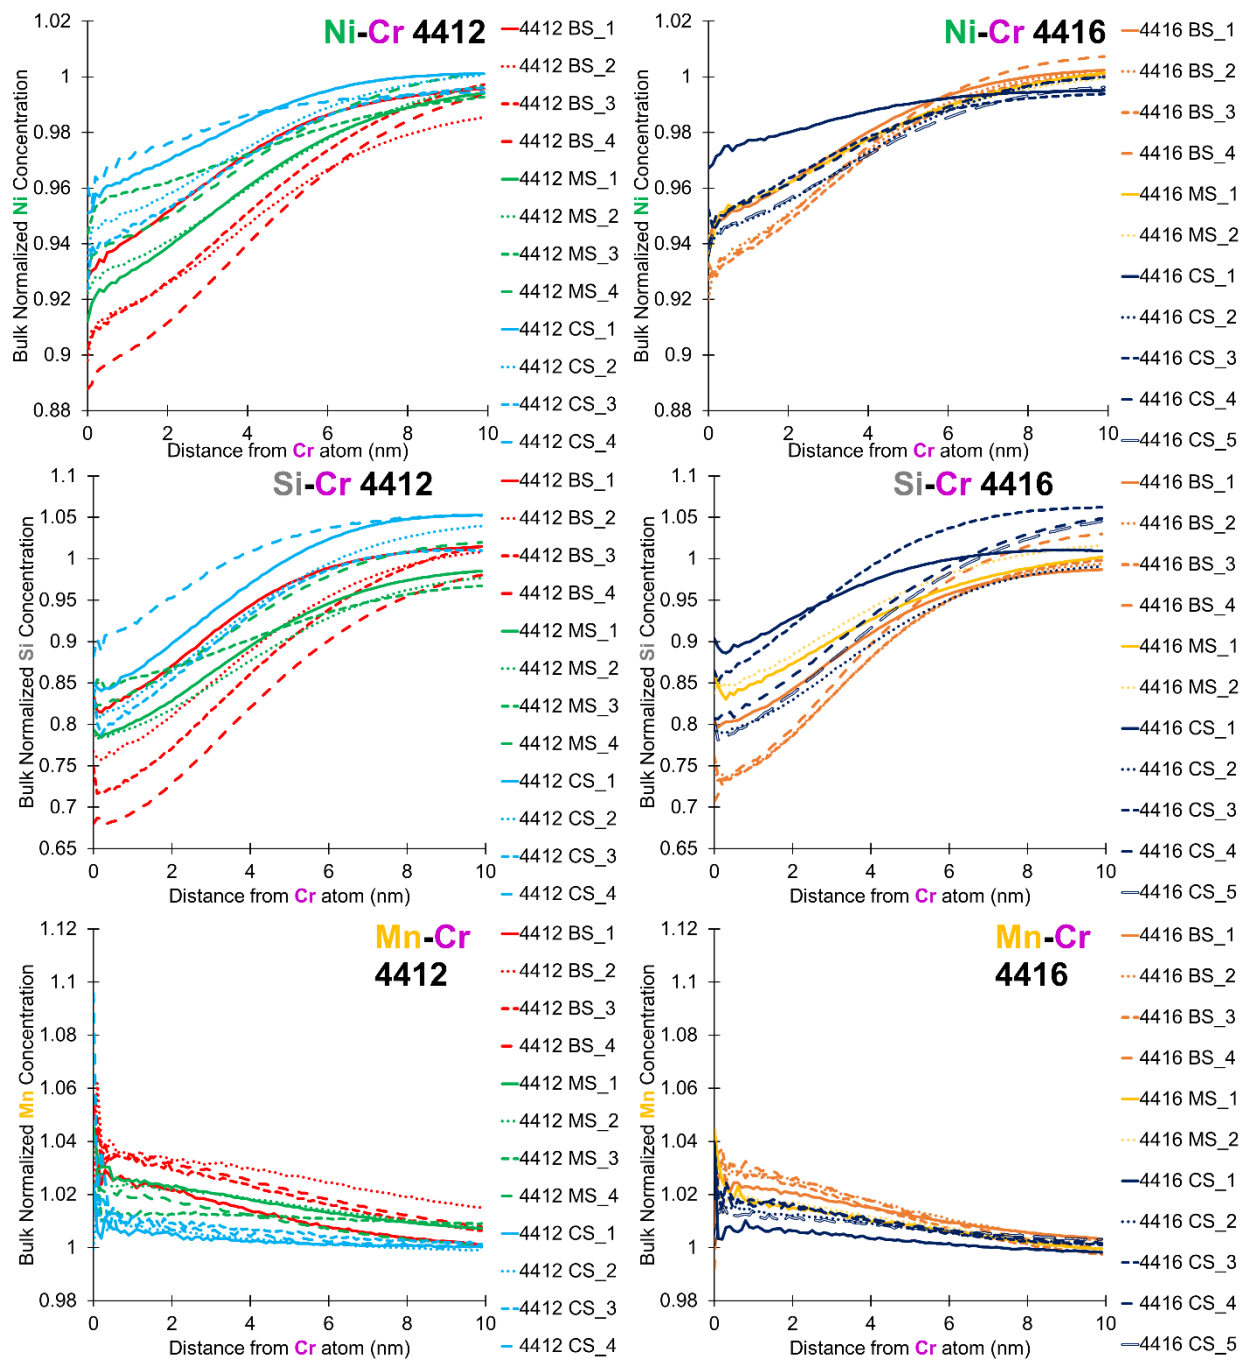 Ni-Cr 4412
Bulk Normalized Ni Concentration
1.02
1
0.98
0.96
0.94
0.92
0.9
0.88
0
2
4
6
8
10
Distance from Cr atom (nm)
4412 BS_1
4412 BS_2
4412 BS_3
4412 BS_4
4412 MS_1
4412 MS_2
4412 MS_3
4412 MS_4
4412 CS_1
4412 CS_2
4412 CS_3
4412 CS_4
Ni-Cr 4416
Bulk Normalized Ni Concentration
1.02
1
0.98
0.96
0.94
0.92
0.9
0.88
0
2
4
6
8
10
Distance from Cr atom (nm)
4416 BS_1
4416 BS_2
4416 BS_3
4416 BS_4
4416 MS_1
4416 MS_2
4416 CS_1
4416 CS_2
4416 CS_3
4416 CS_4
4416 CS_5
Si-Cr 4412
Bulk Normalized Si Concentration
1.1
1.05
1
0.95
0.9
0.85
0.8
0.75
0.7
0.65
0
2
4
6
8
10
Distance from Cr atom (nm)
4412 BS_1
4412 BS_2
4412 BS_3
4412 BS_4
4412 MS_1
4412 MS_2
4412 MS_3
4412 MS_4
4412 CS_1
4412 CS_2
4412 CS_3
4412 CS_4
Si-Cr 4416
Bulk Normalized Si Concentration
1.1
1.05
1
0.95
0.9
0.85
0.8
0.75
0.7
0.65
0
2
4
6
8
10
Distance from Cr atom (nm)
4416 BS_1
4416 BS_2
4416 BS_3
4416 BS_4
4416 MS_1
4416 MS_2
4416 CS_1
4416 CS_2
4416 CS_3
4416 CS_4
4416 CS_5
Mn-Cr
4412
Bulk Normalized Mn Concentration
1.12
1.1
1.08
1.06
1.04
1.02
1
0.98
0
2
4
6
8
10
Distance from Cr atom (nm)
4412 BS_1
4412 BS_2
4412 BS_3
4412 BS_4
4412 MS_1
4412 MS_2
4412 MS_3
4412 MS_4
4412 CS_1
4412 CS_2
4412 CS_3
4412 CS_4
Mn-Cr
4416
Bulk Normalized Mn Concentration
1.12
1.1
1.08
1.06
1.04
1.02
1
0.98
0
2
4
6
8
10
Distance from Cr atom (nm)
4416 BS_1
4416 BS_2
4416 BS_3
4416 BS_4
4416 MS_1
4416 MS_2
4416 CS_1
4416 CS_2
4416 CS_3
4416 CS_4
4416 CS_5